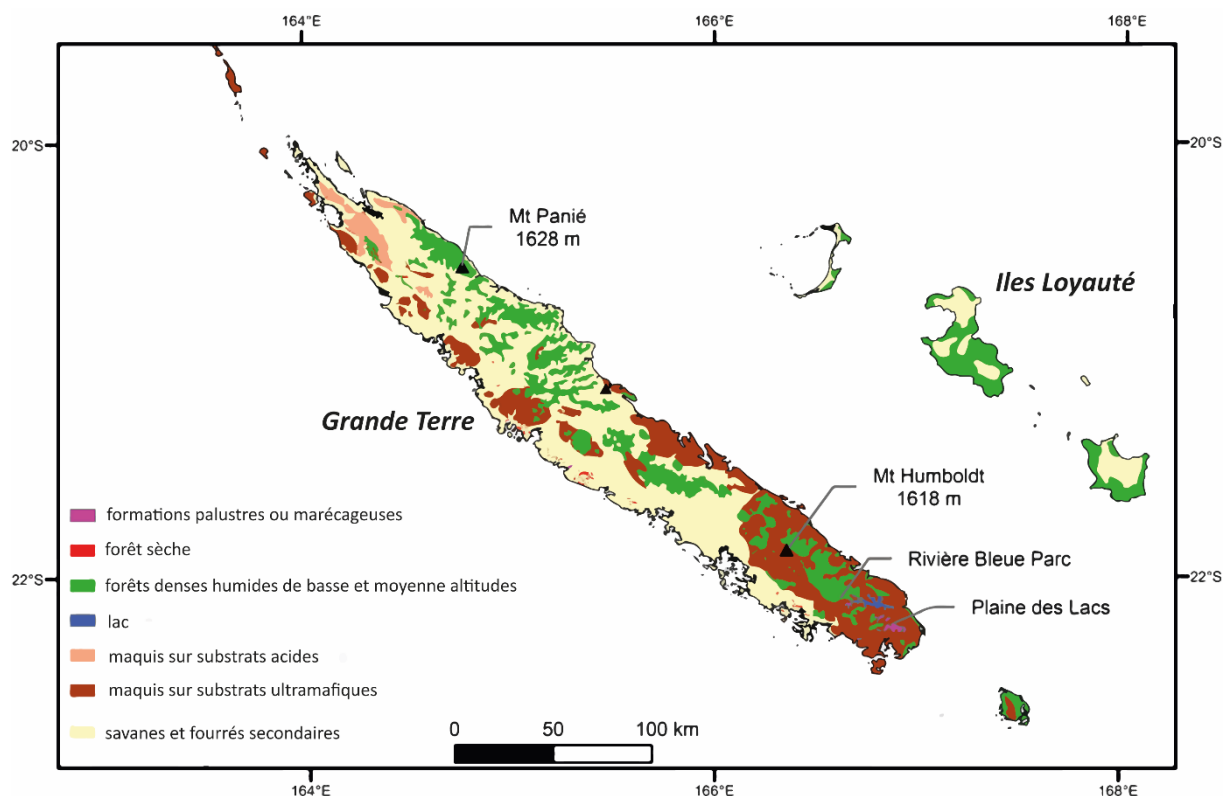 164°E
166°E
168°E
20°S
20°S
Mt Panié
1628 m
Iles Loyauté
Grande Terre
Mt Humboldt
1618 m
formations palustres ou marécageuses
forêt sèche
Rivière Bleue Parc
22°S
22°S
forêts denses humides de basse et moyenne altitudes
Plaine des Lacs
lac
maquis sur substrats acides
maquis sur substrats ultramafiques
savanes et fourrés secondaires
0
50
100 km
164°E
166°E
168°E